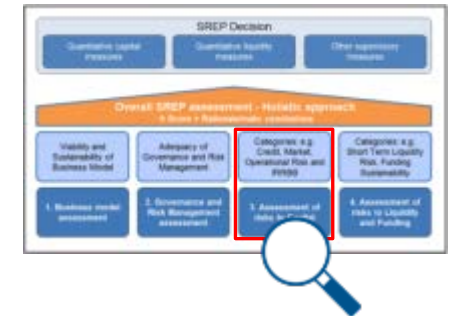 SREP Decision
Quantitative capital
measures
Quantitative liquidity
measures
Other supervisory
measures
Overall SREP assessment - Holistic approach
Viability and
Sustainability of
Business Model
Adequacy of
Governance and Risk
Management
Categories: e.g.
Credit, Market,
Operational Risk and
IRRBB
Categories: e.g.
Short Term Liquidity
Risk, Funding
Sustainability
1. Business model
assessment
2. Governance and
Risk Management
assessment
3. Assessment of
risks to Capital
4. Assessment of
risks to Liquidity
and Funding